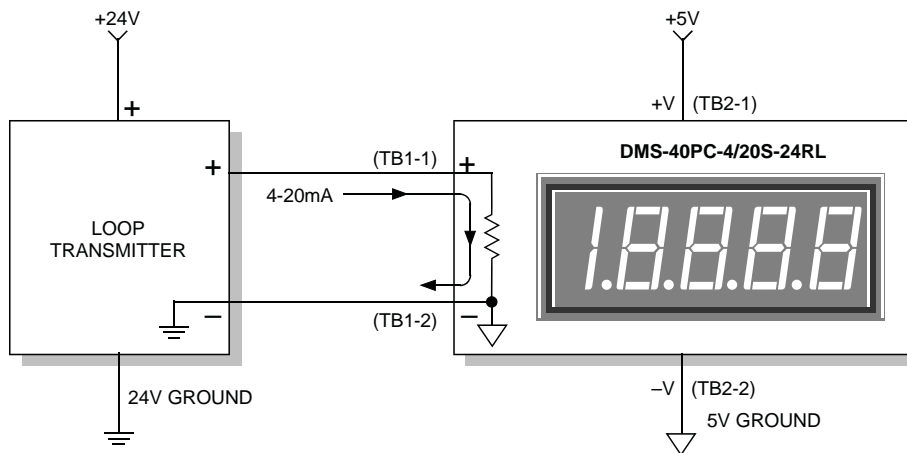 +24V
+5V
+
+V (TB2-1)
DMS-40PC-4/20S-24RL
+
(TB1-1)
+
4-20mA
LOOP
TRANSMITTER
1.8.8.8.8
–
(TB1-2)
–
24V GROUND
–V (TB2-2)
5V GROUND